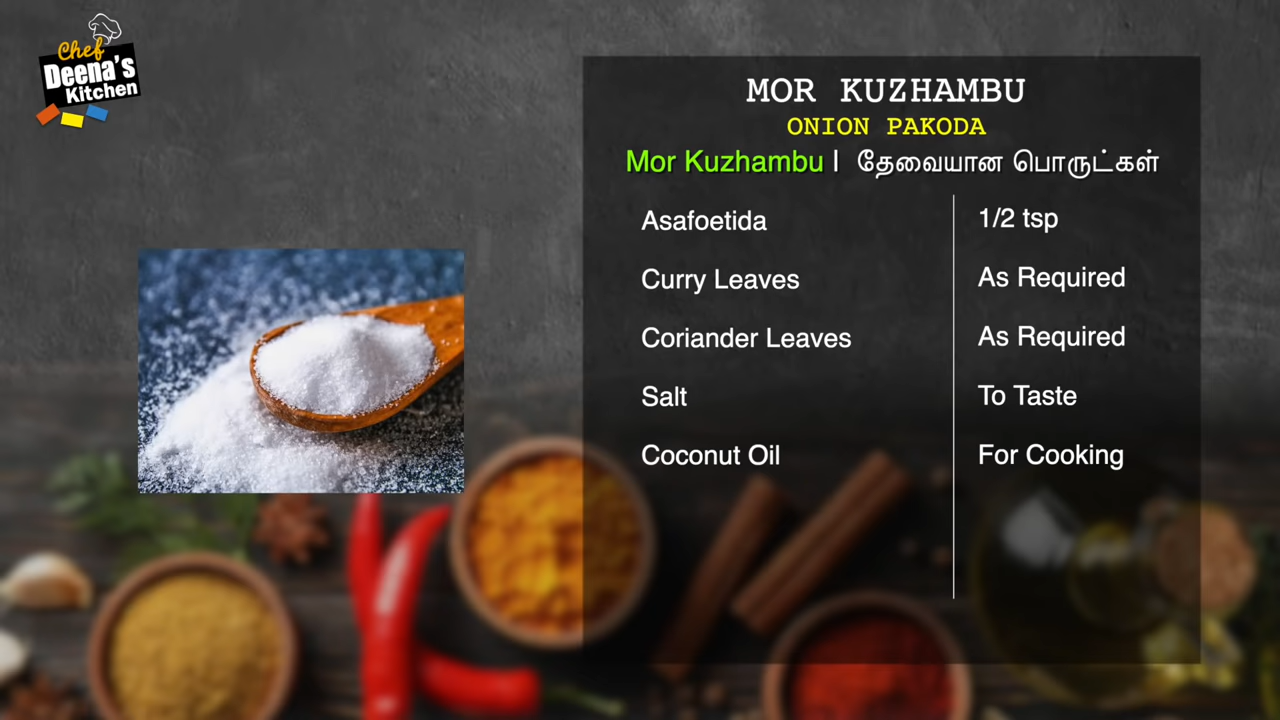 Chef
Deena's
Kitchen
MOR KUZHAMBU
ONION PAKODA
Mor Kuzhambu | தேவையான பொருட்கள்
Asafoetida 1/2 tsp
Curry Leaves As Required
Coriander Leaves As Required
Salt To Taste
Coconut Oil For Cooking